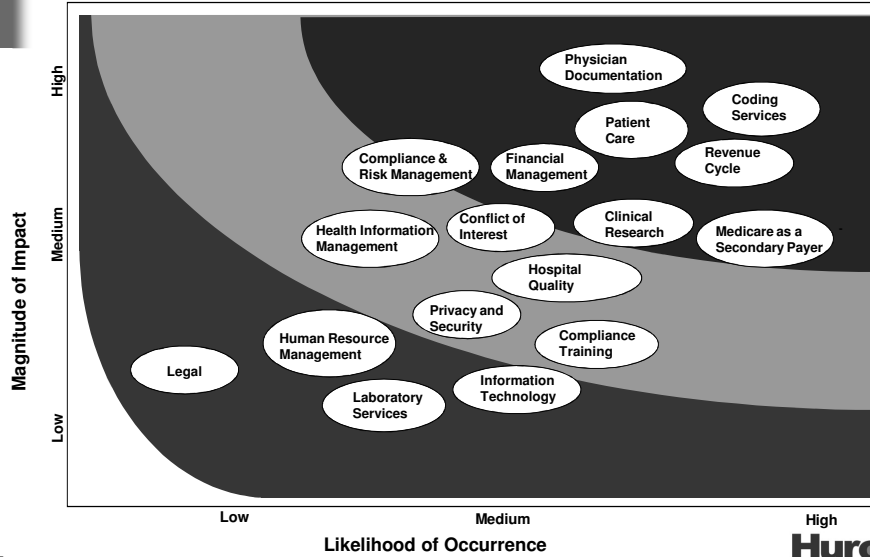 High
Medium
Low
Magnitude of Impact
Physician
Documentation
Coding
Services
Patient
Care
Compliance &
Risk Management
Financial
Management
Revenue
Cycle
Health Information
Management
Conflict of
Interest
Clinical
Research
Medicare as a
Secondary Payer
Hospital
Quality
Privacy and
Security
Human Resource
Management
Compliance
Training
Legal
Information
Technology
Laboratory
Services
Low
Medium
High
Likelihood of Occurrence